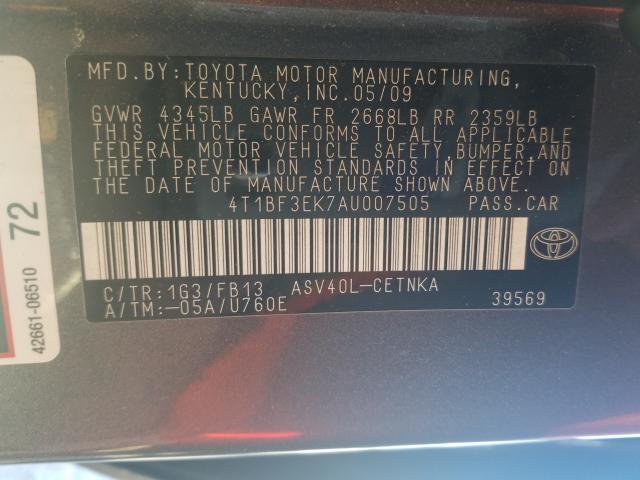 MFD.BY:TOYOTA MOTOR MANUFACTURING,
KENTUCKY, INC.05/09
GVWR 4345LB GAWR FR 2668LB RR 2359LB
THIS VEHICLE CONFORMS TO ALL APPLICABLE
FEDERAL MOTOR VEHICLE SAFETY, BUMPER,AND
THEFT PREVENTION STANDARDS IN EFFECT ON
THE DATE OF MANUFACTURE SHOWN ABOVE.
4T1BF3EK7AU007505 PASS.CAR
C/TR:1G3/FB13 ASV40L-CETNKA
A/TM:-05A/U760E 39569
72
42661-06510